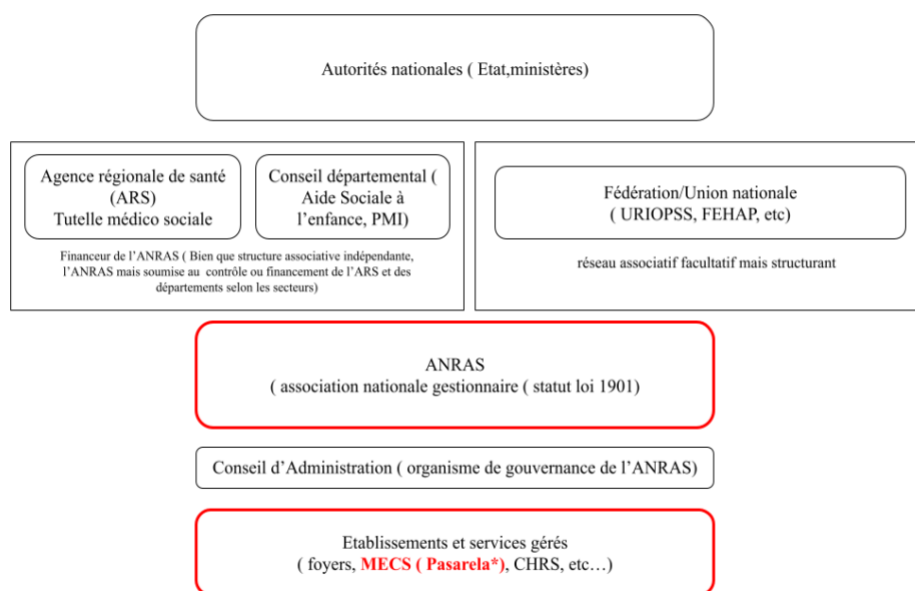 Autorités nationales ( Etat,ministères)
Agence régionale de santé
(ARS)
Tutelle médico sociale
Conseil départemental (
Aide Sociale à
l'enfance, PMI)
Financeur de l'ANRAS ( Bien que structure associative indépendante,
l'ANRAS mais soumise au contrôle ou financement de l'ARS et des
départements selon les secteurs)
Fédération/Union nationale
( URIOPSS, FEHAP, etc)
réseau associatif facultatif mais structurant
ANRAS
( association nationale gestionnaire ( statut loi 1901)
Conseil d'Administration ( organisme de gouvernance de l'ANRAS)
Etablissements et services gérés
( foyers, MECS ( Pasarela*), CHRS, etc…)